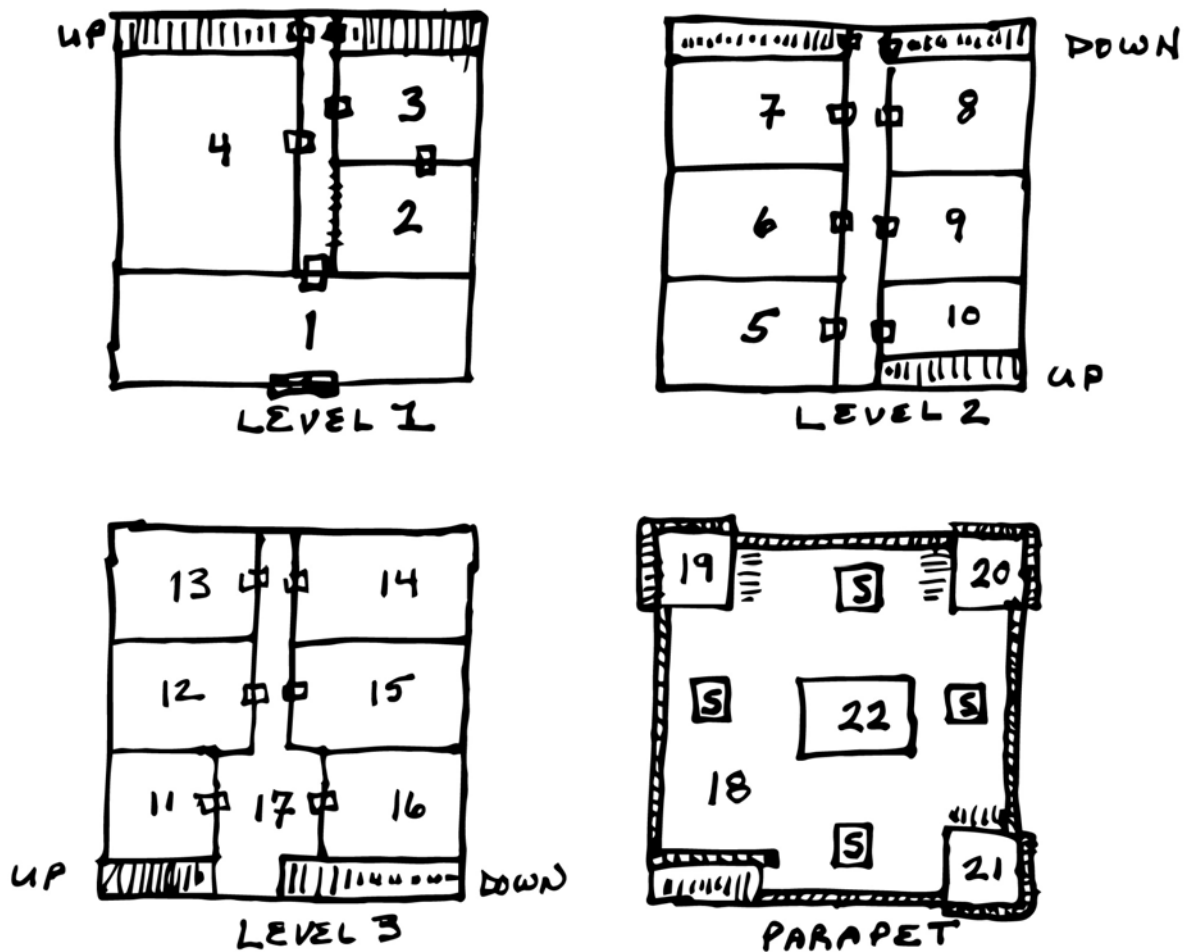 UP
3
4
2
1
LEVEL 1
DOWN
7 8
6 9
5 10
UP
LEVEL 2
13 14
12 15
11 17 16
UP DOWN
LEVEL 3
19 20
S
S S
22
18
S
21
PARAPET